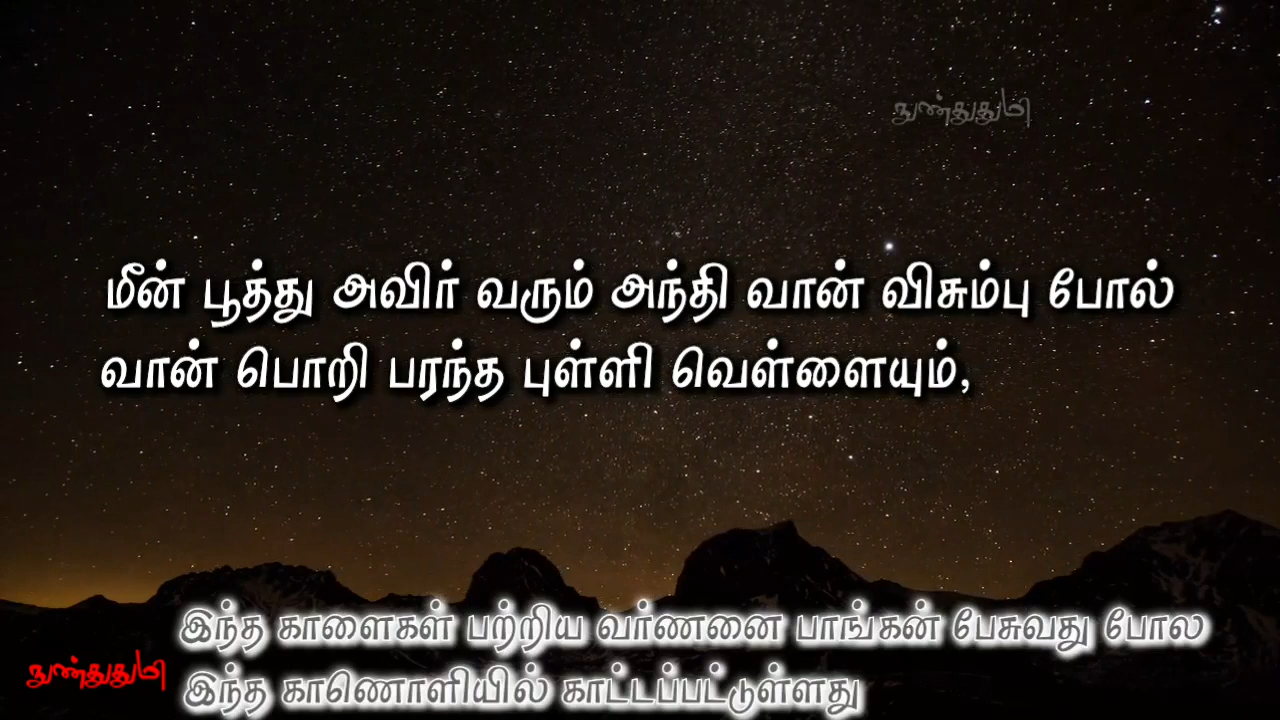 நுண்துதுமி
மீன் பூத்து அவிர் வரும் அந்தி வான் விசும்பு போல்
வான் பொறி பரந்த புள்ளி வெள்ளையும்,
இந்த காளைகள் பற்றிய வர்ணனை பாங்கன் பேசுவது போல
நுண்துதுமி இந்த காணொளியில் காட்டப்பட்டுள்ளது